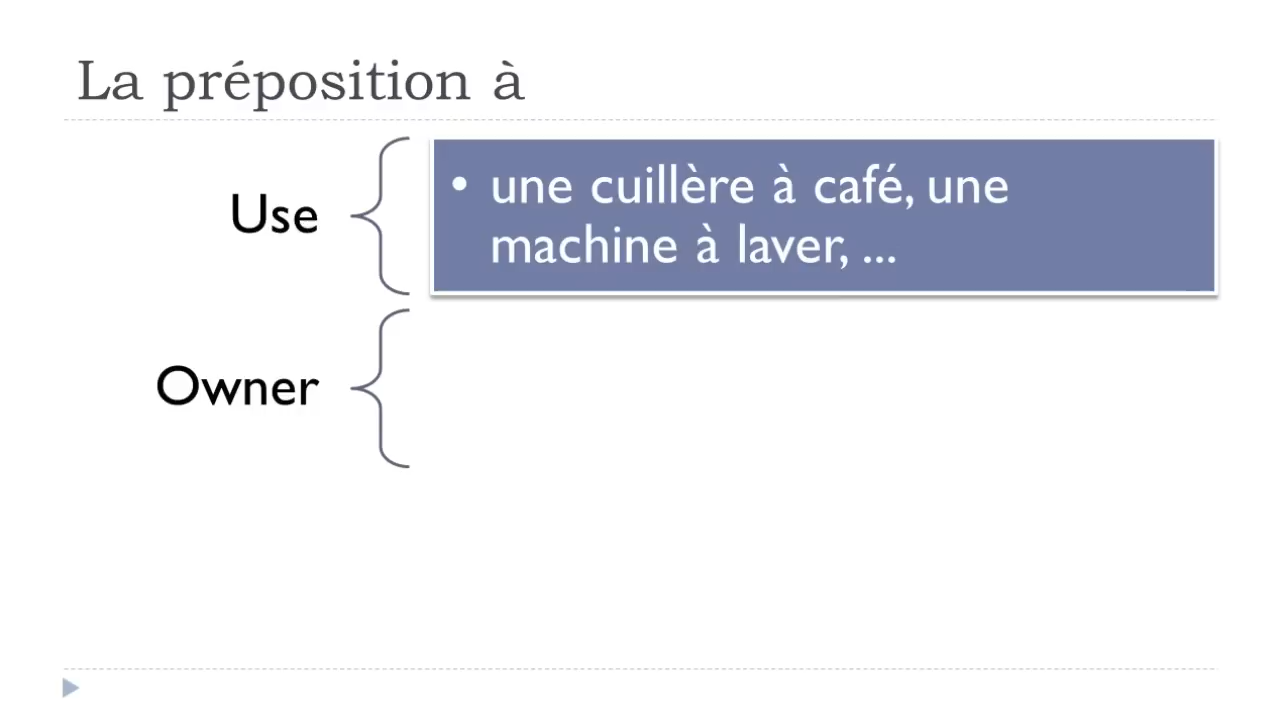 La préposition à
Use
• une cuillère à café, une
machine à laver, ...
Owner